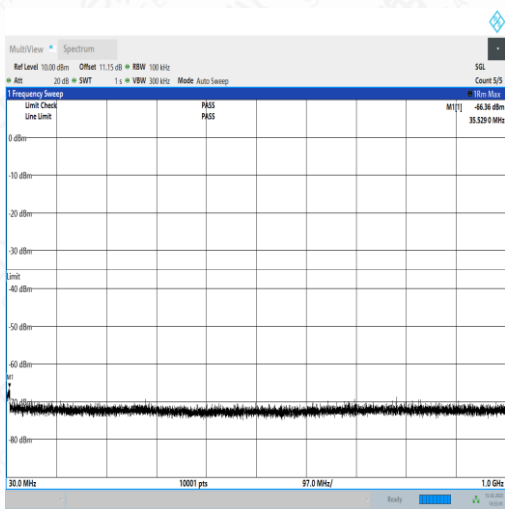 MultiView
Spectrum
Ref Level 10.00 dBm Offset 11.15 dB RBW 100 kHz SGL
Att 20 dB SWT 1 s VBW 300 kHz Mode Auto Sweep Count 5/5
1 Frequency Sweep 1Rm Max
Limit Check PASS M1[1] -66.36 dBm
Line Limit PASS 35.529 0 MHz
0 dBm
-10 dBm
-20 dBm
-30 dBm
Limit
-40 dBm
-50 dBm
-60 dBm
M1
-80 dBm
30.0 MHz 10001 pts 97.0 MHz/ 1.0 GHz
Ready